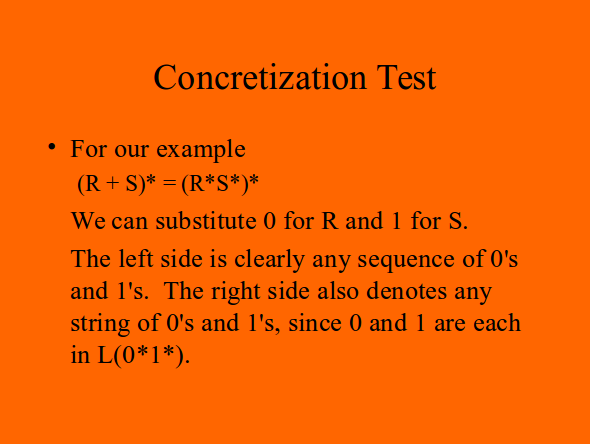 Concretization Test
• For our example
(R + S)* = (R*S*)*
We can substitute 0 for R and 1 for S.
The left side is clearly any sequence of 0's
and 1's.  The right side also denotes any
string of 0's and 1's, since 0 and 1 are each
in L(0*1*).